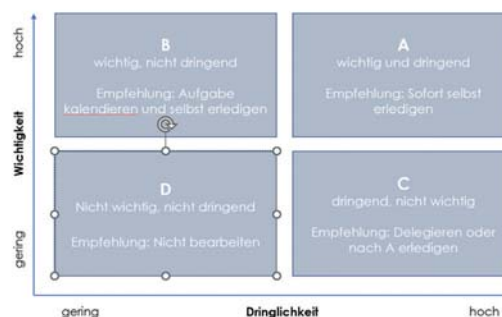 hoch
B
wichtig, nicht dringend
Empfehlung: Aufgabe
kalendieren und selbst erledigen
A
wichtig und dringend
Empfehlung: Sofort selbst
erledigen
Wichtigkeit
D
Nicht wichtig, nicht dringend
Empfehlung: Nicht bearbeiten
C
dringend, nicht wichtig
Empfehlung: Delegieren oder
nach A erledigen
gering
gering
Dringlichkeit
hoch